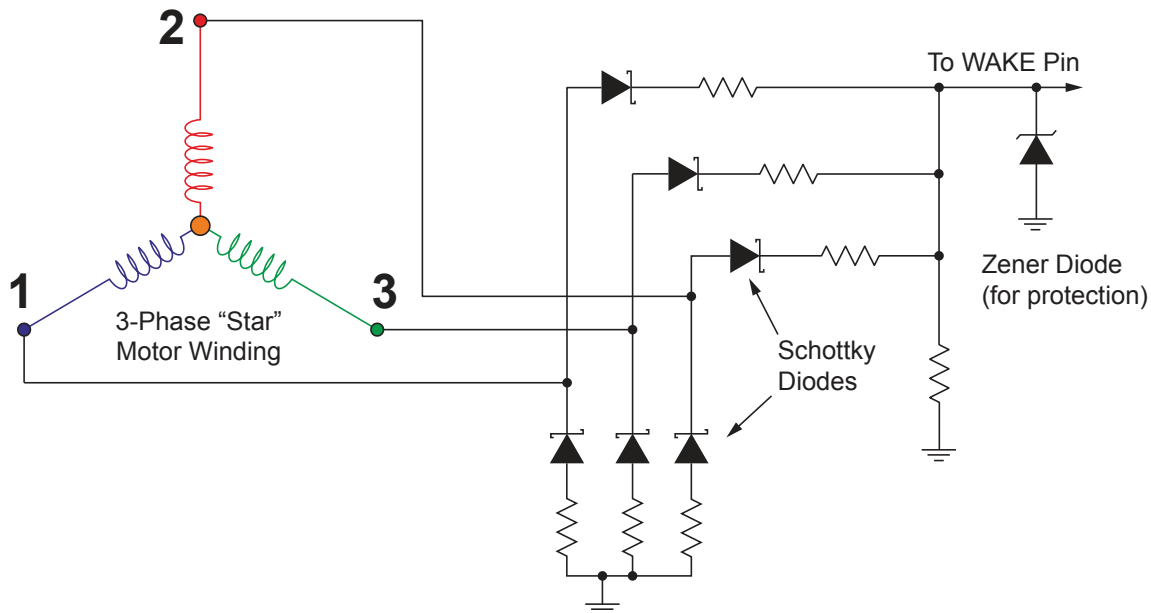 2
To WAKE Pin
1
3
3-Phase “Star”
Motor Winding
Zener Diode
(for protection)
Schottky
Diodes